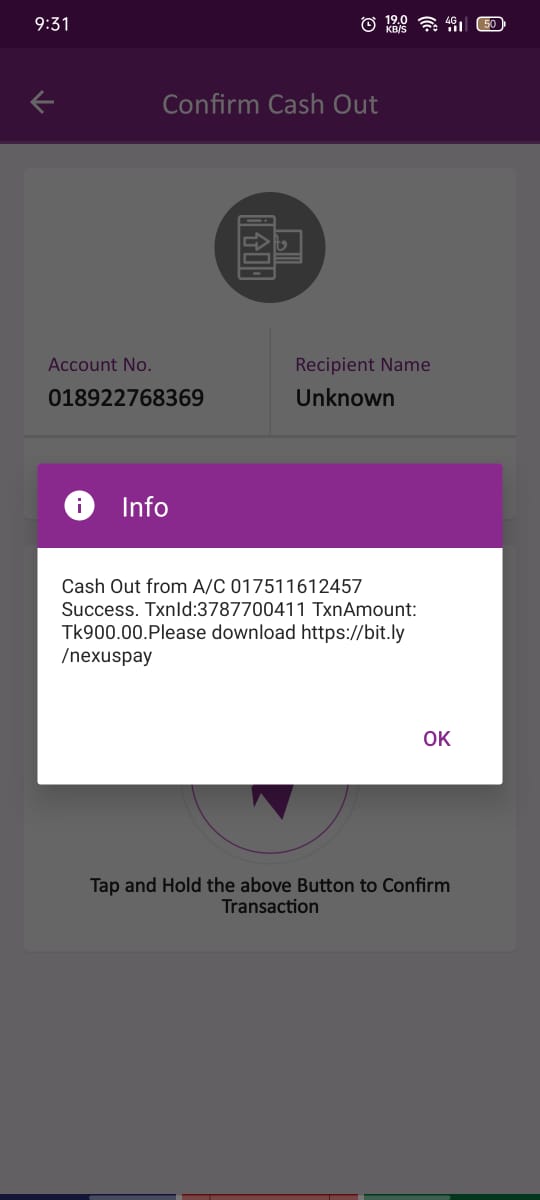 9:31
19.0
KB/S
4G
50
Confirm Cash Out
Account No.
Recipient Name
018922768369
Unknown
Info
Cash Out from A/C 017511612457
Success. TxnId:3787700411 TxnAmount:
Tk900.00.Please download https://bit.ly
/nexuspay
OK
Tap and Hold the above Button to Confirm
Transaction